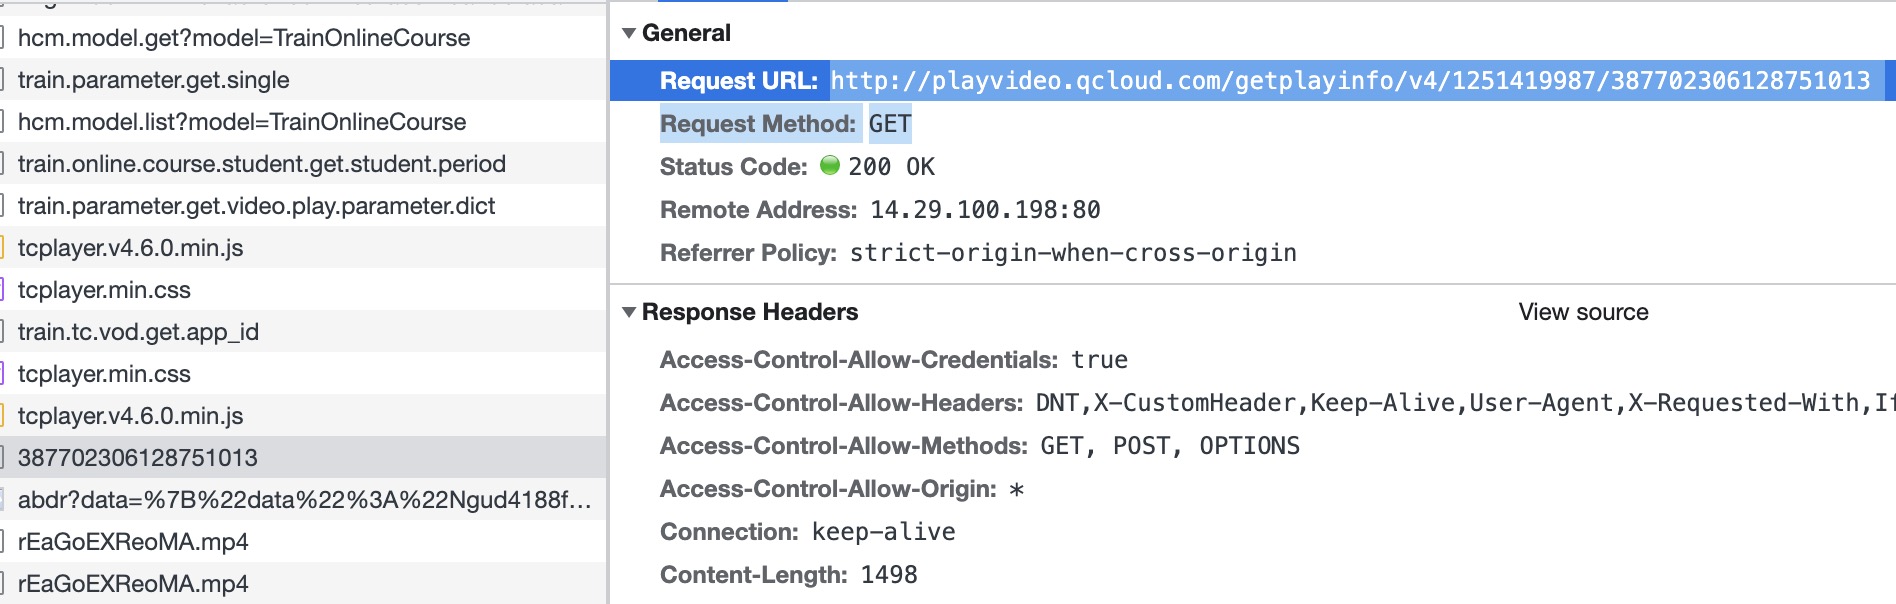 hcm.model.get?model=TrainOnlineCourse
train.parameter.get.single
hcm.model.list?model=TrainOnlineCourse
train.online.course.student.get.student.period
train.parameter.get.video.play.parameter.dict
tcplayer.v4.6.0.min.js
tcplayer.min.css
train.tc.vod.get.app_id
tcplayer.min.css
tcplayer.v4.6.0.min.js
387702306128751013
abdr?data=%7B%22data%22%3A%22Ngud4188f...
rEaGoEXReoMA.mp4
rEaGoEXReoMA.mp4
General
Request URL: http://playvideo.qcloud.com/getplayinfo/v4/1251419987/387702306128751013
Request Method: GET
Status Code: 200 OK
Remote Address: 14.29.100.198:80
Referrer Policy: strict-origin-when-cross-origin
Response Headers View source
Access-Control-Allow-Credentials: true
Access-Control-Allow-Headers: DNT,X-CustomHeader,Keep-Alive,User-Agent,X-Requested-With,If
Access-Control-Allow-Methods: GET, POST, OPTIONS
Access-Control-Allow-Origin: *
Connection: keep-alive
Content-Length: 1498